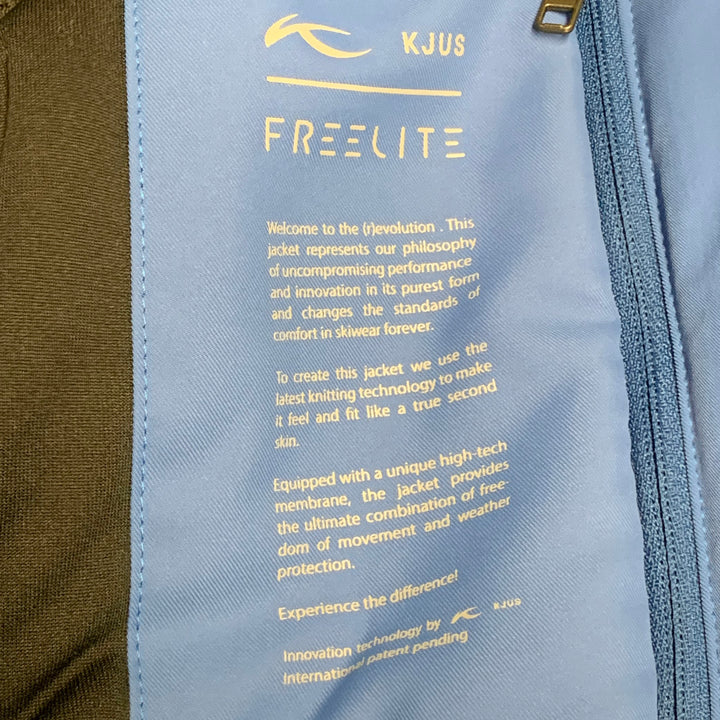 KJUS
FREELITE
Welcome to the (r)evolution . This
jacket represents our philosophy
of uncompromising performance
and innovation in its purest form
and changes the standards of
comfort in skiwear forever.
To create this jacket we use the
latest knitting technology to make
it feel and fit like a true second
skin.
Equipped with a unique high-tech
membrane, the jacket provides
the ultimate combination of free-
dom of movement and weather
protection.
Experience the difference!
Innovation technology by KJUS
International patent pending